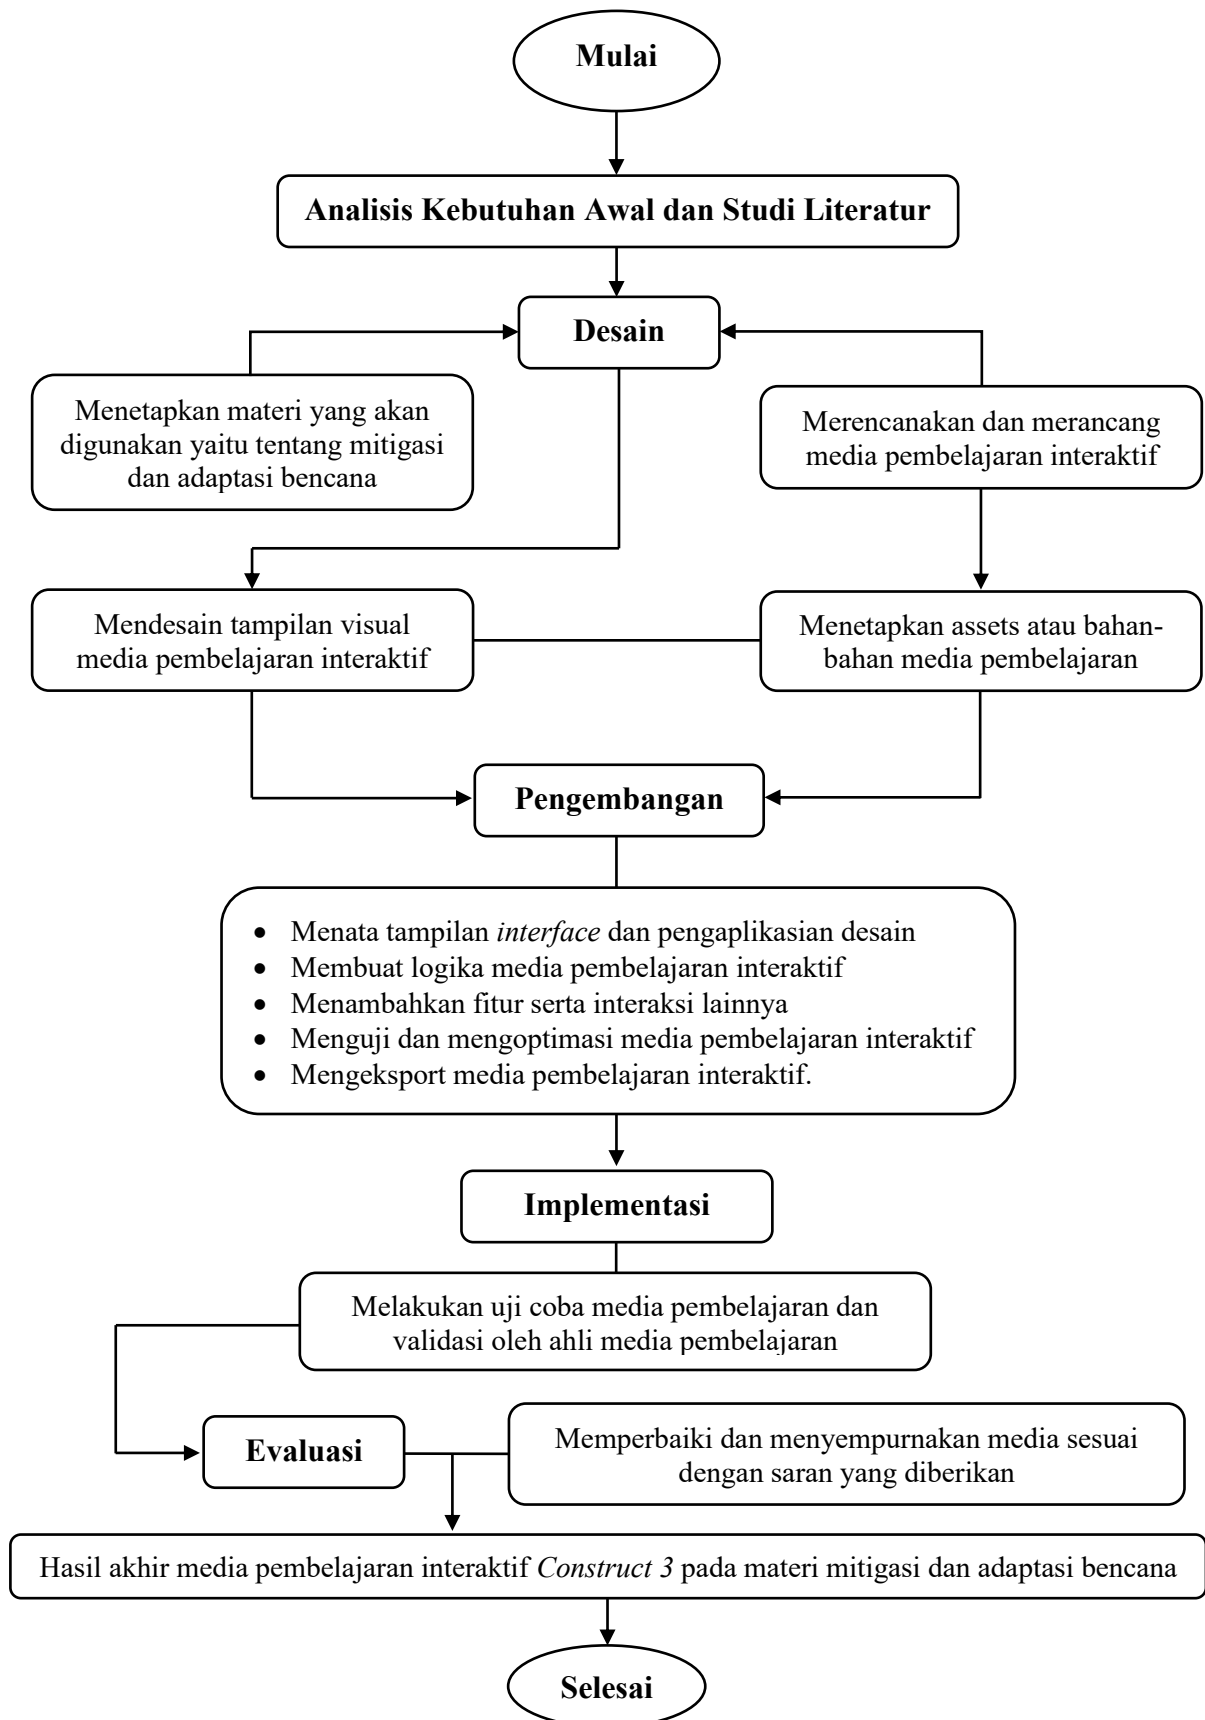 Mulai
Analisis Kebutuhan Awal dan Studi Literatur
Desain
Menetapkan materi yang akan
digunakan yaitu tentang mitigasi
dan adaptasi bencana
Merencanakan dan merancang
media pembelajaran interaktif
Mendesain tampilan visual
media pembelajaran interaktif
Menetapkan assets atau bahan-
bahan media pembelajaran
Pengembangan
• Menata tampilan interface dan pengaplikasian desain
• Membuat logika media pembelajaran interaktif
• Menambahkan fitur serta interaksi lainnya
• Menguji dan mengoptimasi media pembelajaran interaktif
• Mengeksport media pembelajaran interaktif.
Implementasi
Melakukan uji coba media pembelajaran dan
validasi oleh ahli media pembelajaran
Evaluasi
Memperbaiki dan menyempurnakan media sesuai
dengan saran yang diberikan
Hasil akhir media pembelajaran interaktif Construct 3 pada materi mitigasi dan adaptasi bencana
Selesai